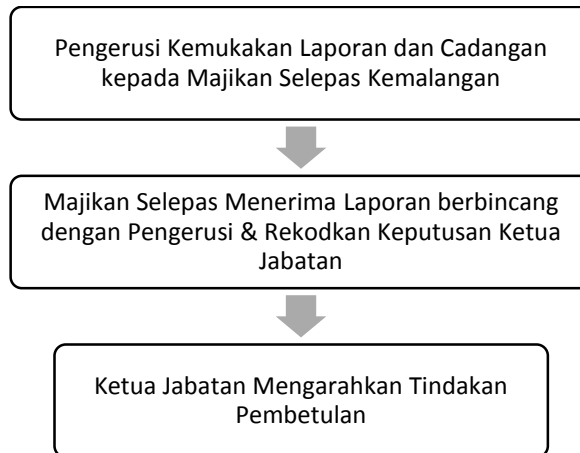 Pengerusi Kemukakan Laporan dan Cadangan
kepada Majikan Selepas Kemalangan
Majikan Selepas Menerima Laporan berbincang
dengan Pengerusi & Rekodkan Keputusan Ketua
Jabatan
Ketua Jabatan Mengarahkan Tindakan
Pembetulan